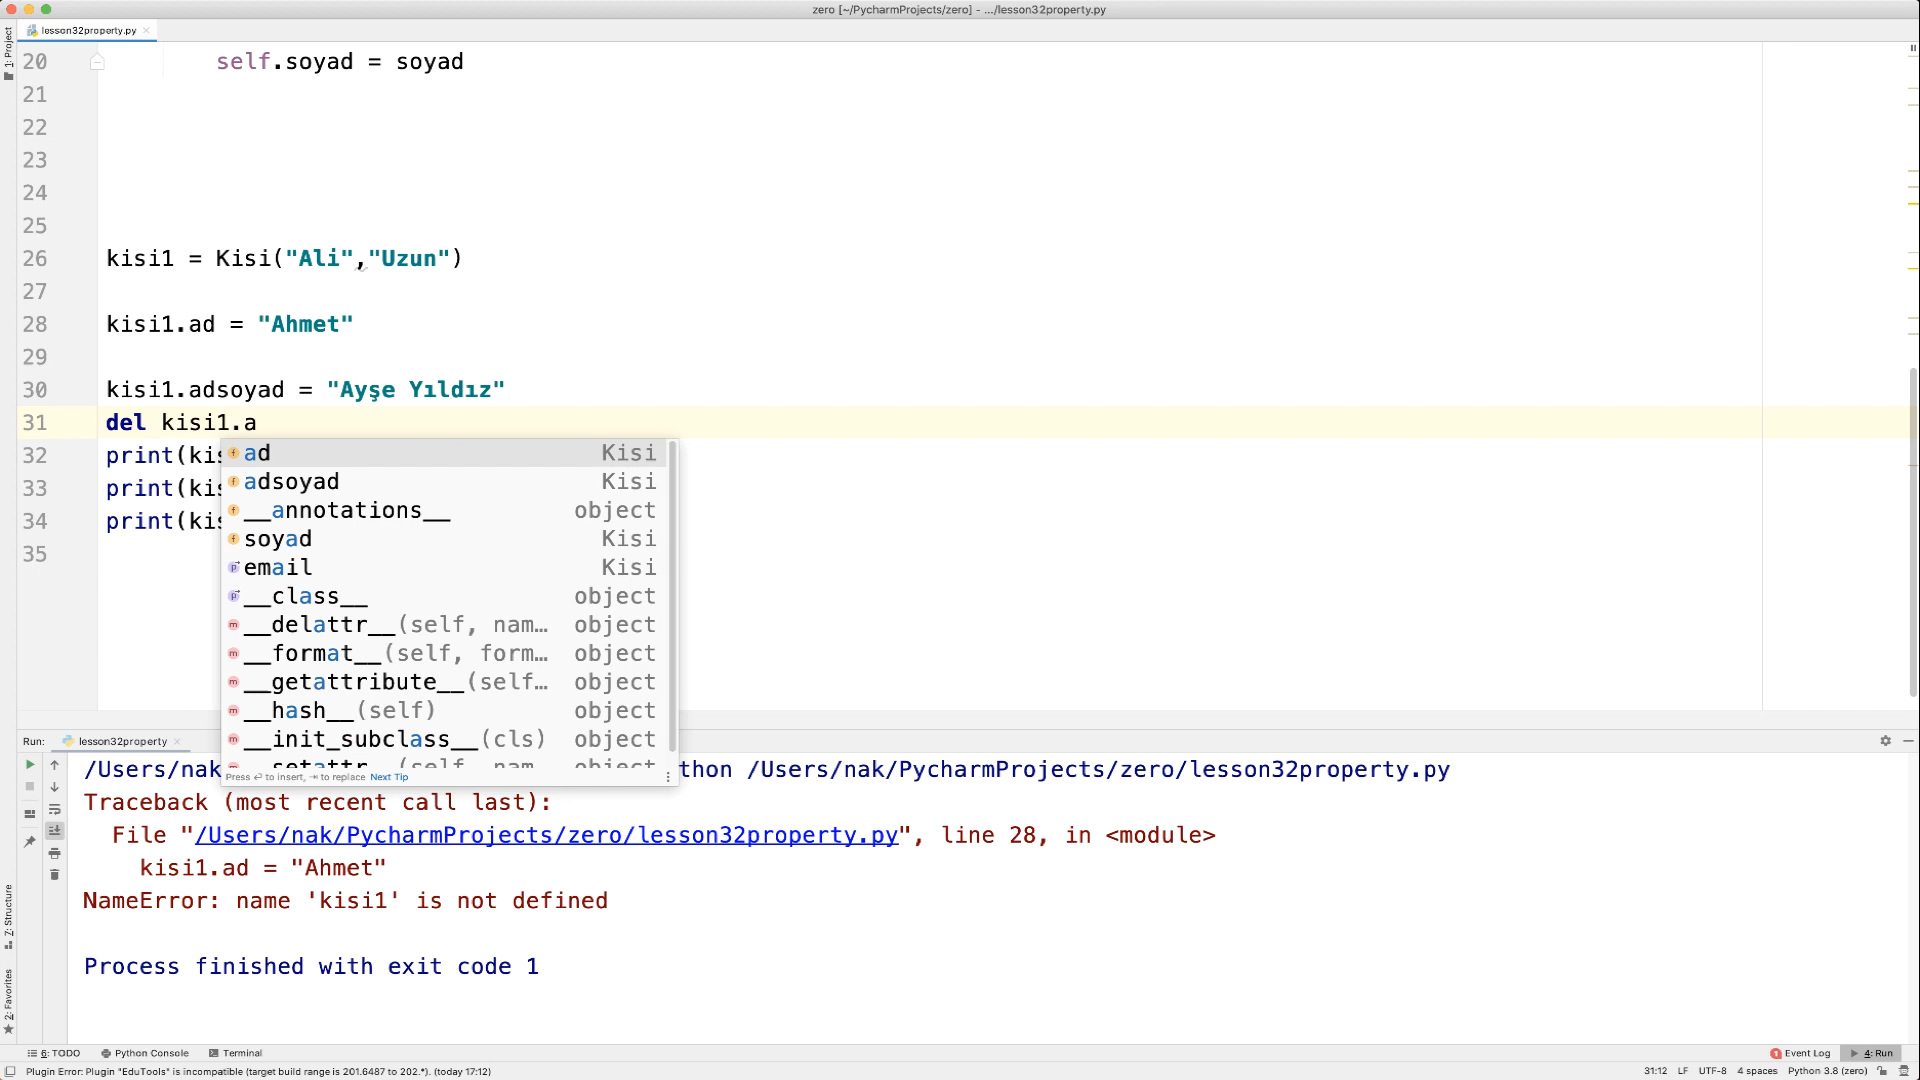 zero [~/PycharmProjects/zero] - .../lesson32property.py
lesson32property.py
1: Project
20 self.soyad = soyad
21
22
23
24
25
26 kisi1 = Kisi("Ali","Uzun")
27
28 kisi1.ad = "Ahmet"
29
30 kisi1.adsoyad = "Ayşe Yıldız"
31 del kisi1.a
32 print(kis
33 print(kis
34 print(kis
35
ad Kisi
adsoyad Kisi
__annotations__ object
soyad Kisi
email Kisi
__class__ object
__delattr__(self, nam… object
__format__(self, form… object
__getattribute__(self… object
__hash__(self) object
__init_subclass__(cls) object
Press ↩ to insert, ⇥ to replace Next Tip
Run: lesson32property
/Users/nak thon /Users/nak/PycharmProjects/zero/lesson32property.py
Traceback (most recent call last):
File "/Users/nak/PycharmProjects/zero/lesson32property.py", line 28, in <module>
kisi1.ad = "Ahmet"
NameError: name 'kisi1' is not defined
Process finished with exit code 1
7: Structure
2: Favorites
6: TODO Python Console Terminal 1 Event Log 4: Run
Plugin Error: Plugin "EduTools" is incompatible (target build range is 201.6487 to 202.*). (today 17:12) 31:12 LF UTF-8 4 spaces Python 3.8 (zero)